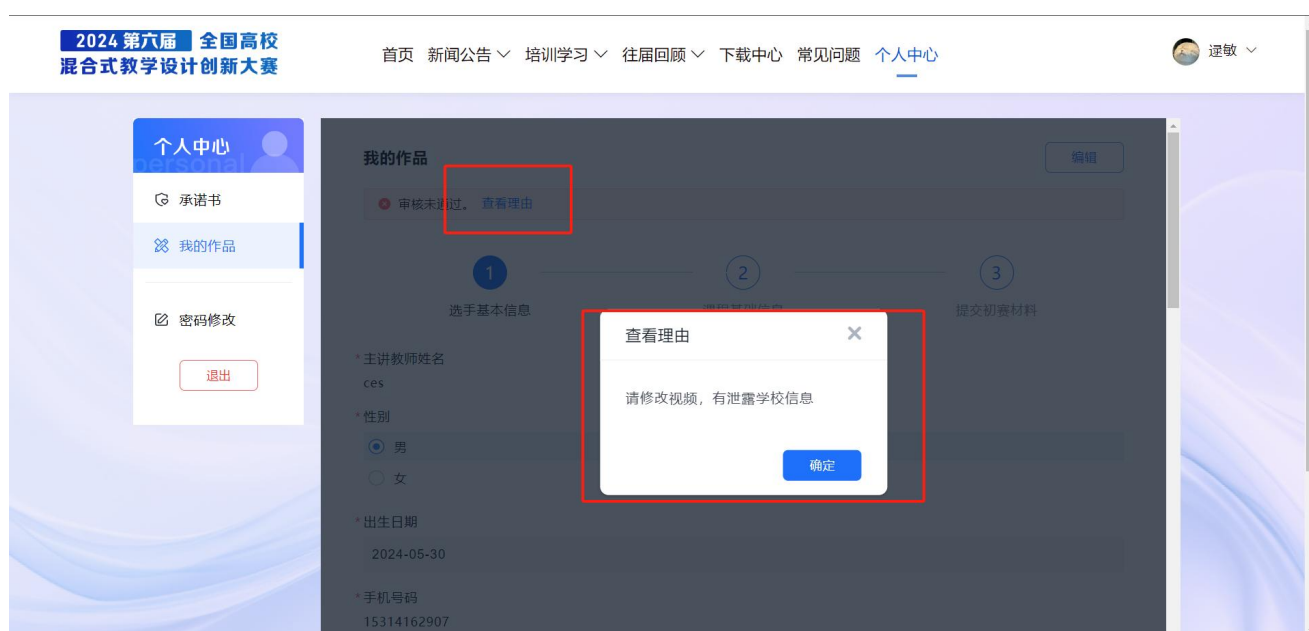 2024 第六届 全国高校
混合式教学设计创新大赛
首页 新闻公告 培训学习 往届回顾 下载中心 常见问题 个人中心
逯敏
个人中心
personal
承诺书
我的作品
密码修改
退出
我的作品
编辑
审核未通过。 查看理由
1 2 3
选手基本信息 课程基础信息 提交初赛材料
*主讲教师姓名
ces
*性别
男
女
*出生日期
2024-05-30
*手机号码
15314162907
查看理由
请修改视频，有泄露学校信息
确定